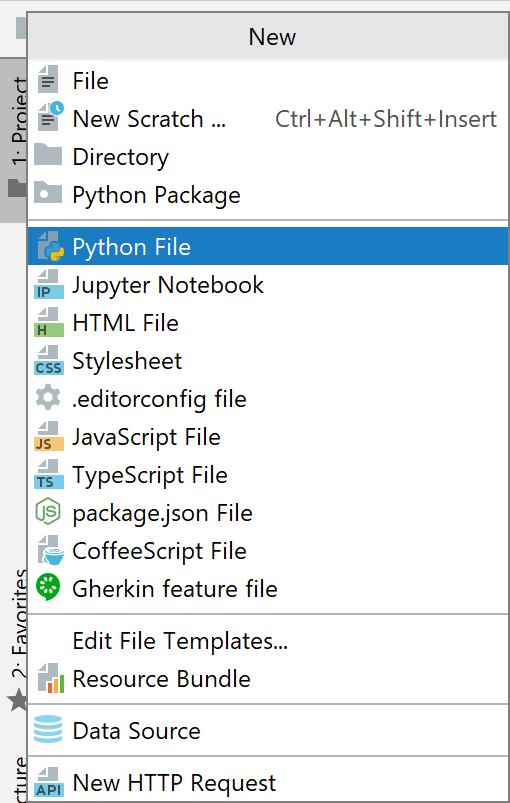 New
File
New Scratch ... Ctrl+Alt+Shift+Insert
Directory
Python Package
Python File
IP Jupyter Notebook
H HTML File
CSS Stylesheet
.editorconfig file
JS JavaScript File
TS TypeScript File
JS package.json File
CoffeeScript File
Gherkin feature file
Edit File Templates...
Resource Bundle
Data Source
API New HTTP Request
1: Project
2: Favorites
cture